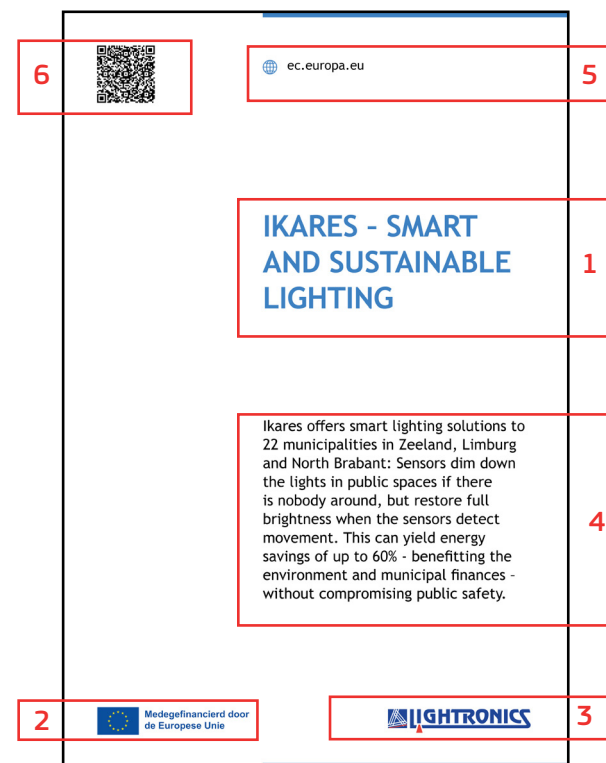 6
ec.europa.eu
5
IKARES – SMART
AND SUSTAINABLE
LIGHTING
1
Ikares offers smart lighting solutions to
22 municipalities in Zeeland, Limburg
and North Brabant: Sensors dim down
the lights in public spaces if there
is nobody around, but restore full
brightness when the sensors detect
movement. This can yield energy
savings of up to 60% - benefitting the
environment and municipal finances –
without compromising public safety.
4
2
Medegefinancierd door
de Europese Unie
LIGHTRONICS
3